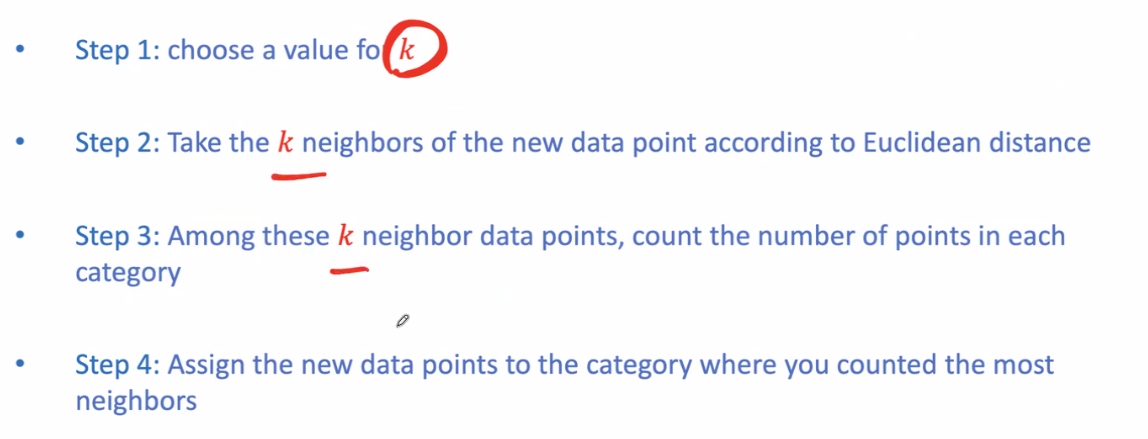 • Step 1: choose a value fo k
• Step 2: Take the k neighbors of the new data point according to Euclidean distance
• Step 3: Among these k neighbor data points, count the number of points in each
category
• Step 4: Assign the new data points to the category where you counted the most
neighbors